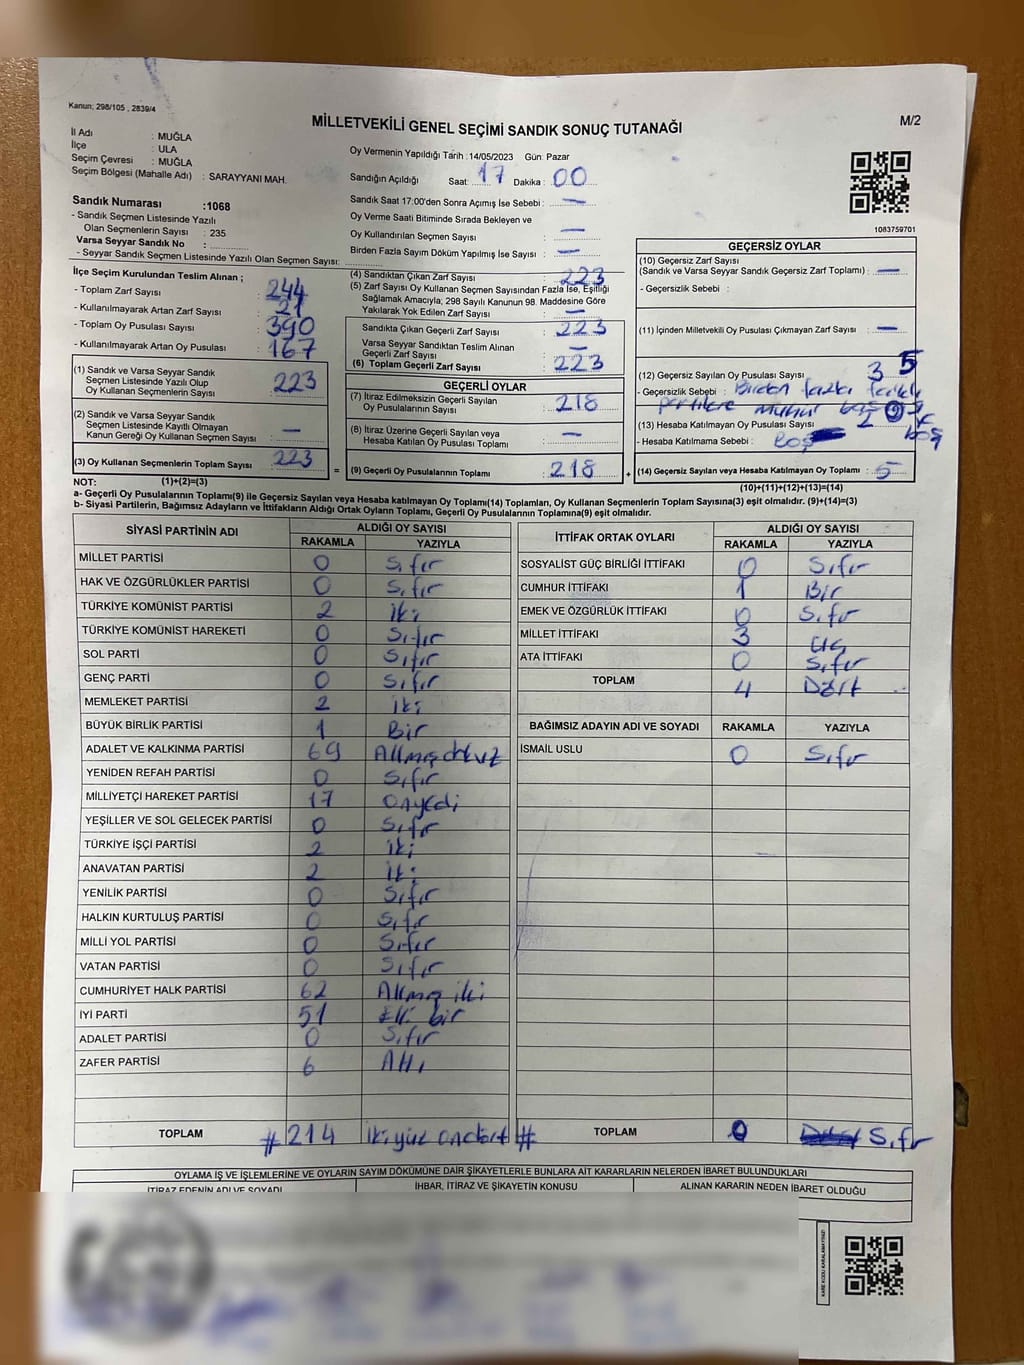 Kanun; 298/105 , 2839/4
MİLLETVEKİLİ GENEL SEÇİMİ SANDIK SONUÇ TUTANAĞI
M/2
İl Adı : MUĞLA
İlçe : ULA
Seçim Çevresi : MUĞLA
Seçim Bölgesi (Mahalle Adı) : SARAYYANI MAH.
Sandık Numarası :1068
- Sandık Seçmen Listesinde Yazılı
Olan Seçmenlerin Sayısı : 235
Varsa Seyyar Sandık No :
- Seyyar Sandık Seçmen Listesinde Yazılı Olan Seçmen Sayısı:
Oy Vermenin Yapıldığı Tarih :14/05/2023 Gün: Pazar
Sandığın Açıldığı Saat: 17 Dakika : 00
Sandık Saat 17:00'den Sonra Açımış İse Sebebi : —
Oy Verme Saati Bitiminde Sırada Bekleyen ve
Oy Kullandırılan Seçmen Sayısı : —
Birden Fazla Sayım Döküm Yapılmış İse Sayısı : —
1083759701
İlçe Seçim Kurulundan Teslim Alınan ;
- Toplam Zarf Sayısı : 244
- Kullanılmayarak Artan Zarf Sayısı : 21
- Toplam Oy Pusulası Sayısı : 390
- Kullanılmayarak Artan Oy Pusulası : 167
(1) Sandık ve Varsa Seyyar Sandık
Seçmen Listesinde Yazılı Olup
Oy Kullanan Seçmenlerin Sayısı : 223
(2) Sandık ve Varsa Seyyar Sandık
Seçmen Listesinde Kayıtlı Olmayan
Kanun Gereği Oy Kullanan Seçmen Sayısı : —
(3) Oy Kullanan Seçmenlerin Toplam Sayısı : 223
(4) Sandıktan Çıkan Zarf Sayısı : 223
(5) Zarf Sayısı Oy Kullanan Seçmen Sayısından Fazla İse, Eşitliği
Sağlamak Amacıyla; 298 Sayılı Kanunun 98. Maddesine Göre
Yakılarak Yok Edilen Zarf Sayısı : —
Sandıkta Çıkan Geçerli Zarf Sayısı : 223
Varsa Seyyar Sandıktan Teslim Alınan
Geçerli Zarf Sayısı : —
(6) Toplam Geçerli Zarf Sayısı : 223
GEÇERLİ OYLAR
(7) İtiraz Edilmeksizin Geçerli Sayılan
Oy Pusulalarının Sayısı : 218
(8) İtiraz Üzerine Geçerli Sayılan veya
Hesaba Katılan Oy Pusulası Toplamı : —
= (9) Geçerli Oy Pusulalarının Toplamı : 218 +
GEÇERSİZ OYLAR
(10) Geçersiz Zarf Sayısı
(Sandık ve Varsa Seyyar Sandık Geçersiz Zarf Toplamı) : —
- Geçersizlik Sebebi :
(11) İçinden Milletvekili Oy Pusulası Çıkmayan Zarf Sayısı : —
(12) Geçersiz Sayılan Oy Pusulası Sayısı : 3 5
- Geçersizlik Sebebi : Birden fazla farklı
partilere mühür
(13) Hesaba Katılmayan Oy Pusulası Sayısı : 2
- Hesaba Katılmama Sebebi : Boş boş
(14) Geçersiz Sayılan veya Hesaba Katılmayan Oy Toplamı : 5
NOT: (1)+(2)=(3)
(10)+(11)+(12)+(13)=(14)
a- Geçerli Oy Pusulalarının Toplamı(9) ile Geçersiz Sayılan veya Hesaba katılmayan Oy Toplamı(14) Toplamları, Oy Kullanan Seçmenlerin Toplam Sayısına(3) eşit olmalıdır. (9)+(14)=(3)
b- Siyasi Partilerin, Bağımsız Adayların ve İttifakların Aldığı Ortak Oyların Toplamı, Geçerli Oy Pusulalarının Toplamına(9) eşit olmalıdır.
SİYASİ PARTİNİN ADI ALDIĞI OY SAYISI
RAKAMLA YAZIYLA
MİLLET PARTİSİ 0 Sıfır
HAK VE ÖZGÜRLÜKLER PARTİSİ 0 Sıfır
TÜRKİYE KOMÜNİST PARTİSİ 2 İki
TÜRKİYE KOMÜNİST HAREKETİ 0 Sıfır
SOL PARTİ 0 Sıfır
GENÇ PARTİ 0 Sıfır
MEMLEKET PARTİSİ 2 İki
BÜYÜK BİRLİK PARTİSİ 1 Bir
ADALET VE KALKINMA PARTİSİ 69 Altmış dokuz
YENİDEN REFAH PARTİSİ 0 Sıfır
MİLLİYETÇİ HAREKET PARTİSİ 17 Onyedi
YEŞİLLER VE SOL GELECEK PARTİSİ 0 Sıfır
TÜRKİYE İŞÇİ PARTİSİ 2 İki
ANAVATAN PARTİSİ 2 İki
YENİLİK PARTİSİ 0 Sıfır
HALKIN KURTULUŞ PARTİSİ 0 Sıfır
MİLLİ YOL PARTİSİ 0 Sıfır
VATAN PARTİSİ 0 Sıfır
CUMHURİYET HALK PARTİSİ 62 Altmış iki
İYİ PARTİ 51 Elli bir
ADALET PARTİSİ 0 Sıfır
ZAFER PARTİSİ 6 Altı
TOPLAM #214 İkiyüz ondört #
İTTİFAK ORTAK OYLARI ALDIĞI OY SAYISI
RAKAMLA YAZIYLA
SOSYALİST GÜÇ BİRLİĞİ İTTİFAKI 0 Sıfır
CUMHUR İTTİFAKI 1 Bir
EMEK VE ÖZGÜRLÜK İTTİFAKI 0 Sıfır
MİLLET İTTİFAKI 3 Üç
ATA İTTİFAKI 0 Sıfır
TOPLAM 4 Dört
BAĞIMSIZ ADAYIN ADI VE SOYADI RAKAMLA YAZIYLA
İSMAİL USLU 0 Sıfır
TOPLAM 0 Sıfır
OYLAMA İŞ VE İŞLEMLERİNE VE OYLARIN SAYIM DÖKÜMÜNE DAİR ŞİKAYETLERLE BUNLARA AİT KARARLARIN NELERDEN İBARET BULUNDUKLARI
İTİRAZ EDENİN ADI VE SOYADI İHBAR, İTİRAZ VE ŞİKAYETİN KONUSU ALINAN KARARIN NEDEN İBARET OLDUĞU
KARE KODU KARALAMAYINIZ!